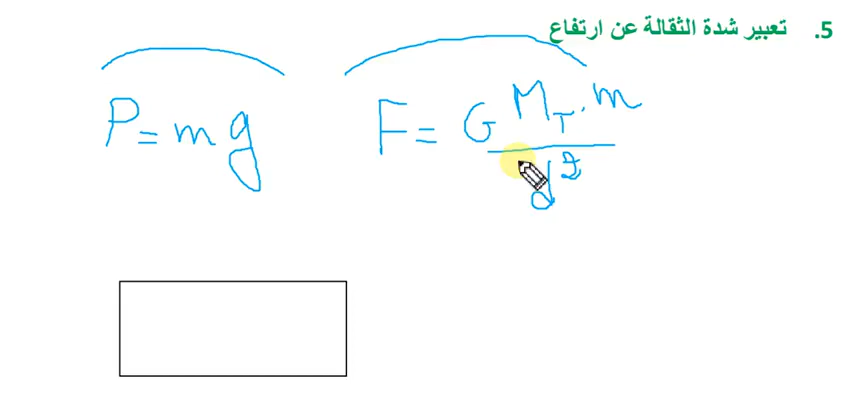 5. تعبير شدة الثقالة عن ارتفاع
P = mg
F = G M_T . m / d²